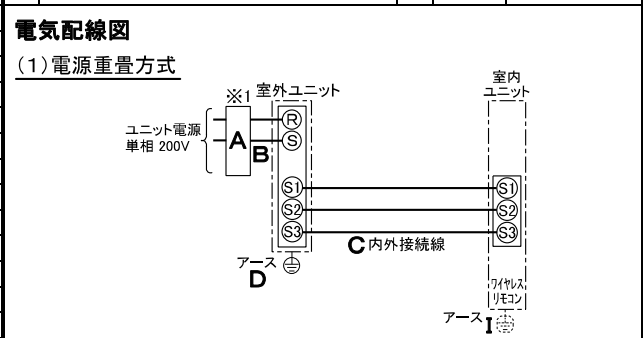 電気配線図
(1)電源重畳方式
※1
室外ユニット
室内
ユニット
ユニット電源
単相 200V
A
B
R
S
S1
S2
S3
S1
S2
S3
C 内外接続線
アース
D
ワイヤレス
リモコン
アース I